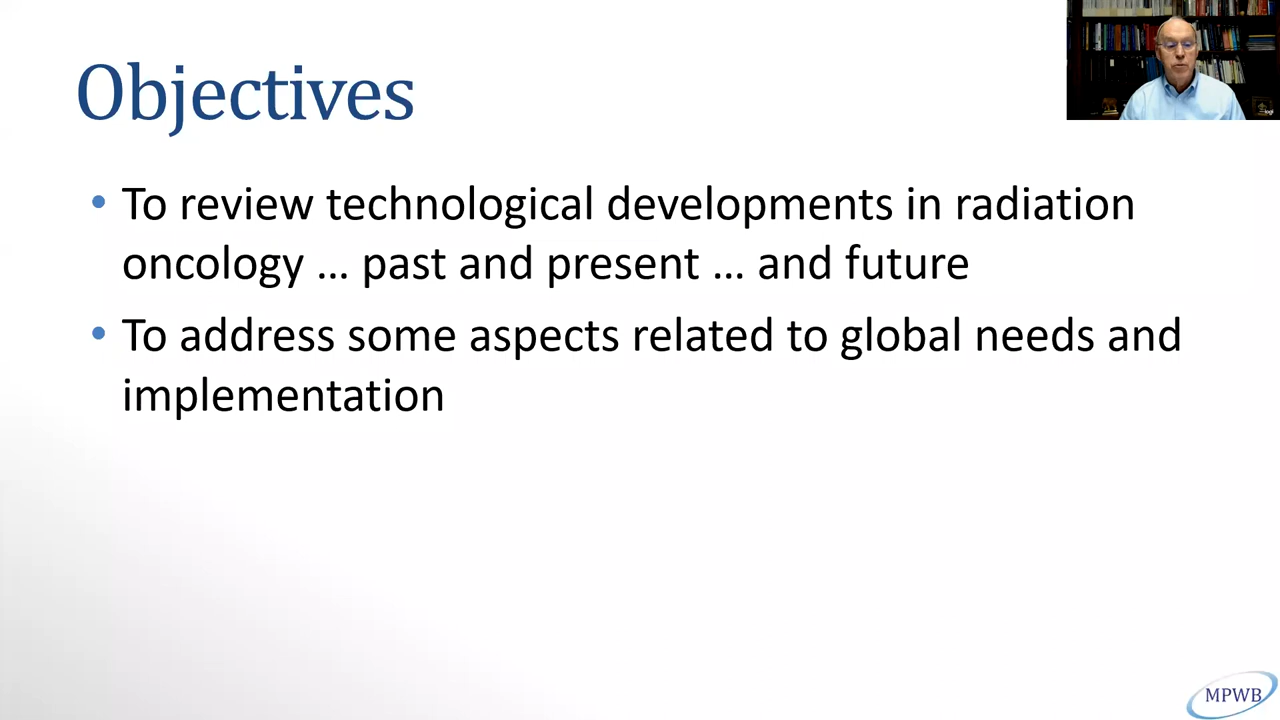 Objectives
• To review technological developments in radiation
oncology ... past and present ... and future
• To address some aspects related to global needs and
implementation
MPWB